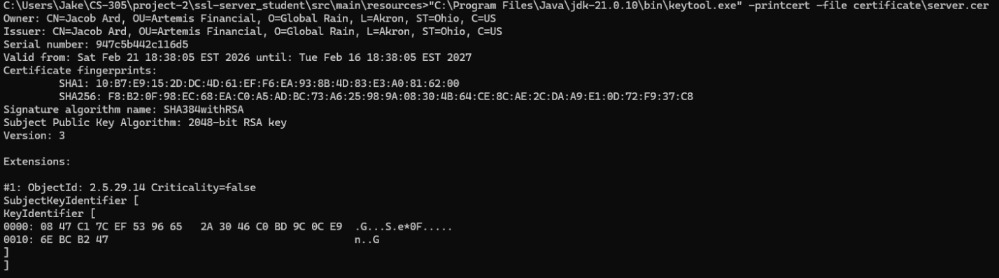 C:\Users\Jake\CS-305\project-2\ssl-server_student\src\main\resources>"C:\Program Files\Java\jdk-21.0.10\bin\keytool.exe" -printcert -file certificate\server.cer
Owner: CN=Jacob Ard, OU=Artemis Financial, O=Global Rain, L=Akron, ST=Ohio, C=US
Issuer: CN=Jacob Ard, OU=Artemis Financial, O=Global Rain, L=Akron, ST=Ohio, C=US
Serial number: 947c5b442c116d5
Valid from: Sat Feb 21 18:38:05 EST 2026 until: Tue Feb 16 18:38:05 EST 2027
Certificate fingerprints:
         SHA1: 10:B7:E9:15:2D:DC:4D:61:EF:F6:EA:93:8B:4D:83:E3:A0:81:62:00
         SHA256: F8:B2:0F:98:EC:68:EA:C0:A5:AD:BC:73:A6:25:98:9A:08:30:4B:64:CE:8C:AE:2C:DA:A9:E1:0D:72:F9:37:C8
Signature algorithm name: SHA384withRSA
Subject Public Key Algorithm: 2048-bit RSA key
Version: 3
Extensions:
#1: ObjectId: 2.5.29.14 Criticality=false
SubjectKeyIdentifier [
KeyIdentifier [
0000: 08 47 C1 7C EF 53 96 65   2A 30 46 C0 BD 9C 0C E9  .G...S.e*0F.....
0010: 6E BC B2 47                                        n..G
]
]